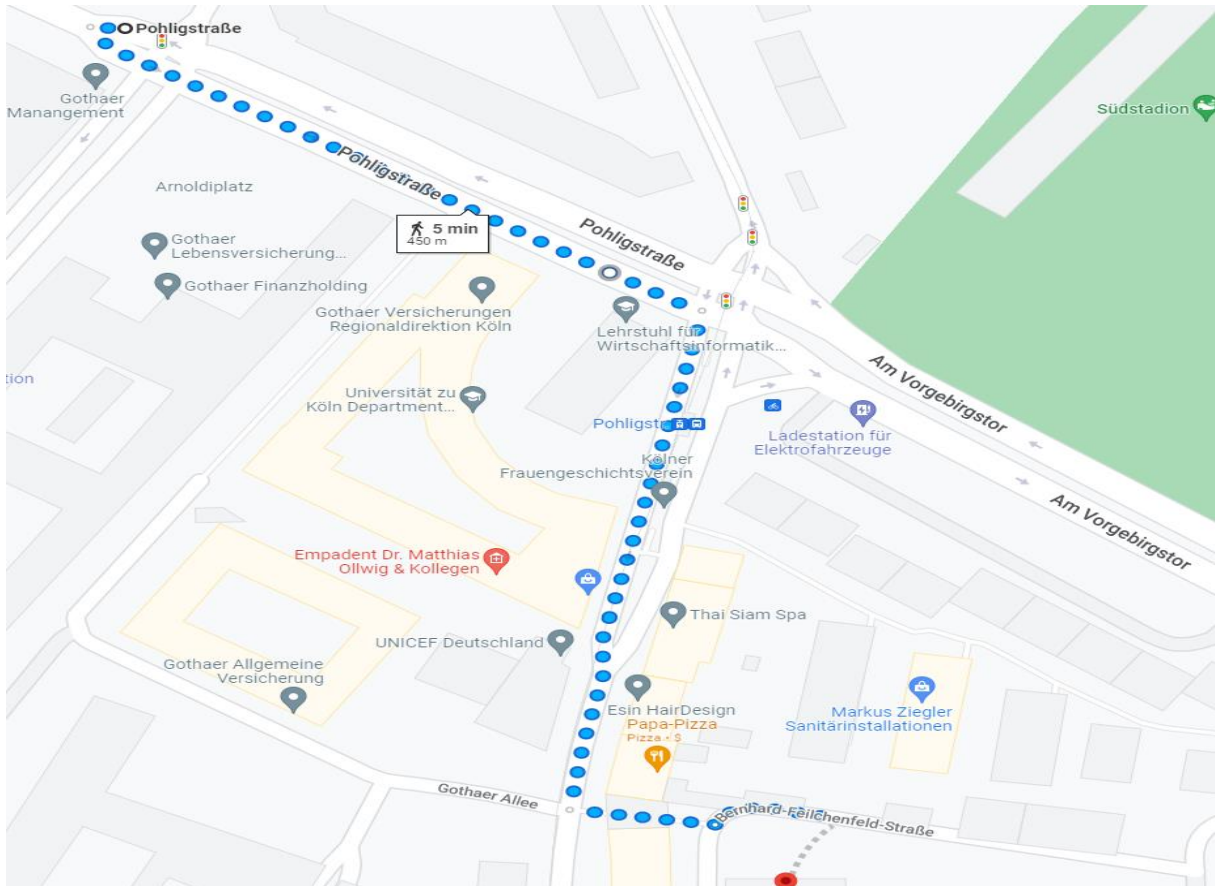 Pohligstraße
Gothaer
Manangement
Südstadion
Pohligstraße
Arnoldiplatz
5 min
450 m
Pohligstraße
Gothaer
Lebensversicherung...
Gothaer Finanzholding
Gothaer Versicherungen
Regionaldirektion Köln
Lehrstuhl für
Wirtschaftsinformatik...
Am Vorgebirgstor
tion
Universität zu
Köln Department...
Pohligstr
Ladestation für
Elektrofahrzeuge
Kölner
Frauengeschichtsverein
Am Vorgebirgstor
Empadent Dr. Matthias
Ollwig & Kollegen
Thai Siam Spa
UNICEF Deutschland
Gothaer Allgemeine
Versicherung
Esin HairDesign
Papa-Pizza
Pizza • $
Markus Ziegler
Sanitärinstallationen
Gothaer Allee
Bernhard-Feilchenfeld-Straße